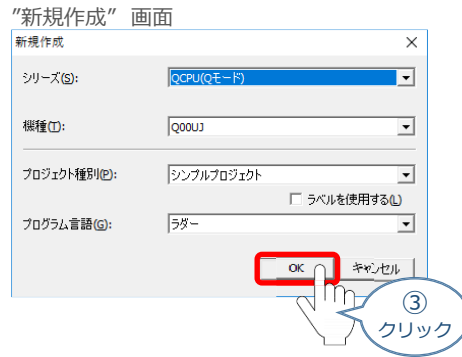 "新規作成" 画面
新規作成
シリーズ(S):
QCPU(Qモード)
機種(T):
Q00UJ
プロジェクト種別(P):
シンプルプロジェクト
ラベルを使用する(L)
プログラム言語(G):
ラダー
OK
キャンセル
③
クリック